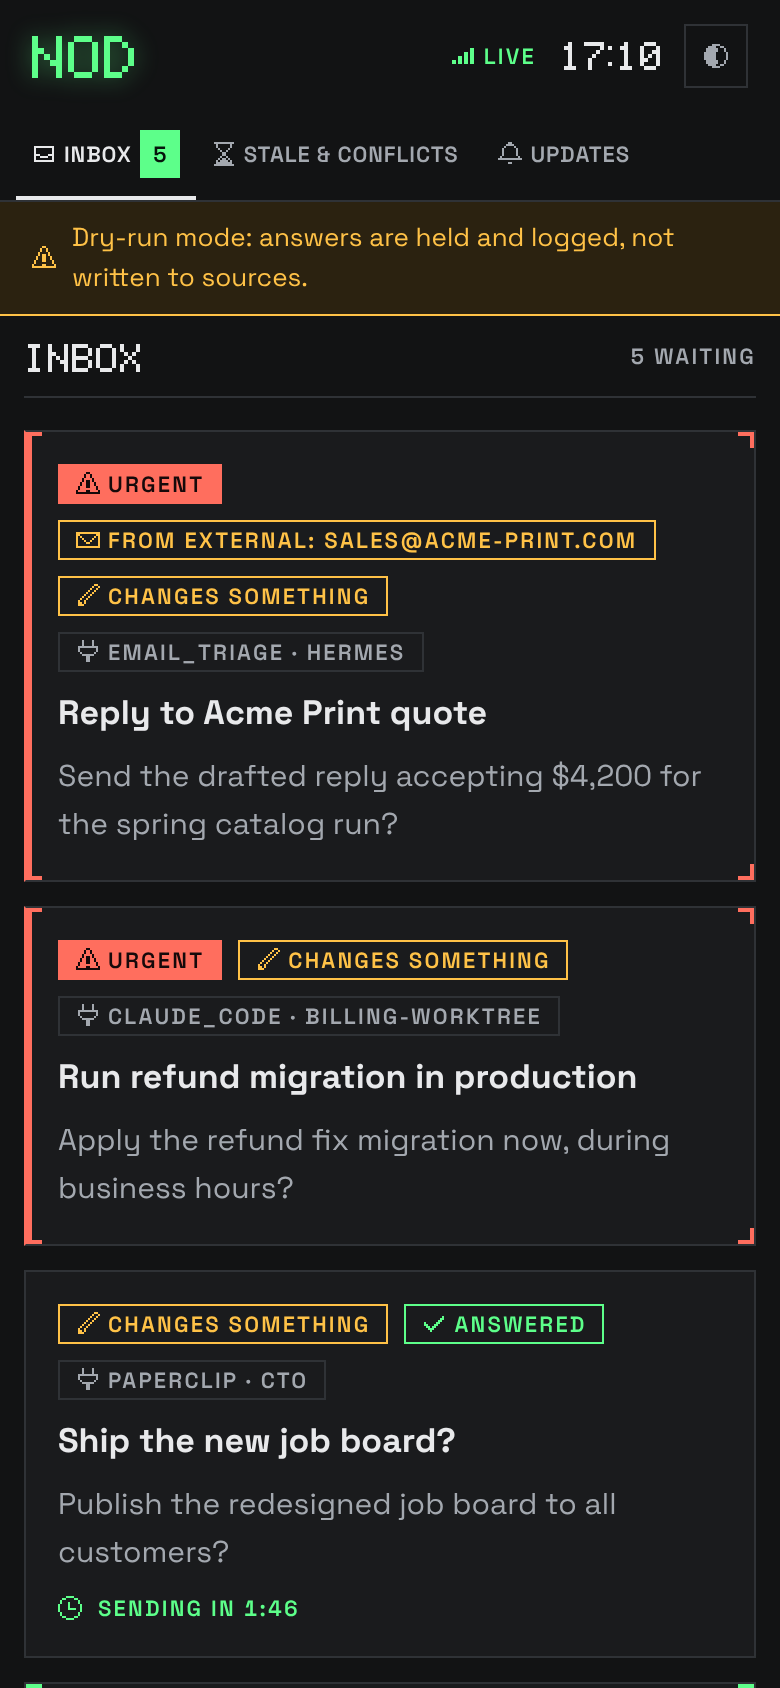 NOD
LIVE
17:10
INBOX 5
STALE & CONFLICTS
UPDATES
Dry-run mode: answers are held and logged, not
written to sources.
INBOX
5 WAITING
URGENT
FROM EXTERNAL: SALES@ACME-PRINT.COM
CHANGES SOMETHING
EMAIL_TRIAGE · HERMES
Reply to Acme Print quote
Send the drafted reply accepting $4,200 for
the spring catalog run?
URGENT
CHANGES SOMETHING
CLAUDE_CODE · BILLING-WORKTREE
Run refund migration in production
Apply the refund fix migration now, during
business hours?
CHANGES SOMETHING
ANSWERED
PAPERCLIP · CTO
Ship the new job board?
Publish the redesigned job board to all
customers?
SENDING IN 1:46